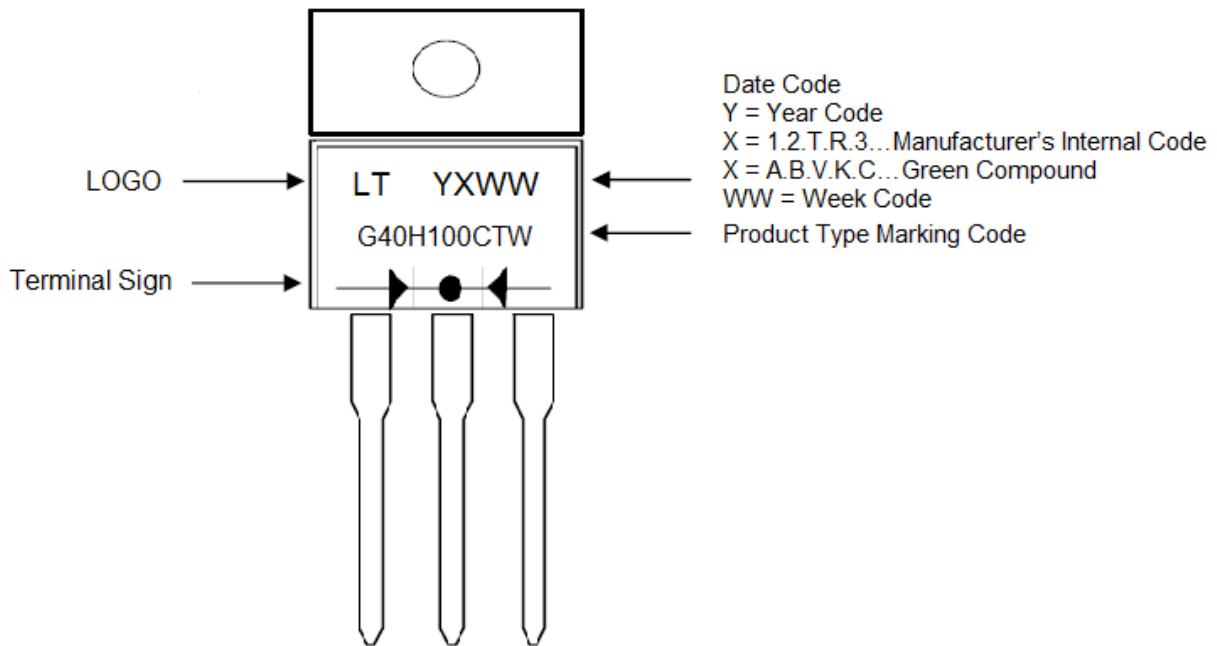 Date Code
Y = Year Code
X = 1.2.T.R.3...Manufacturer's Internal Code
X = A.B.V.K.C...Green Compound
WW = Week Code
LOGO
LT YXWW
G40H100CTW
Product Type Marking Code
Terminal Sign